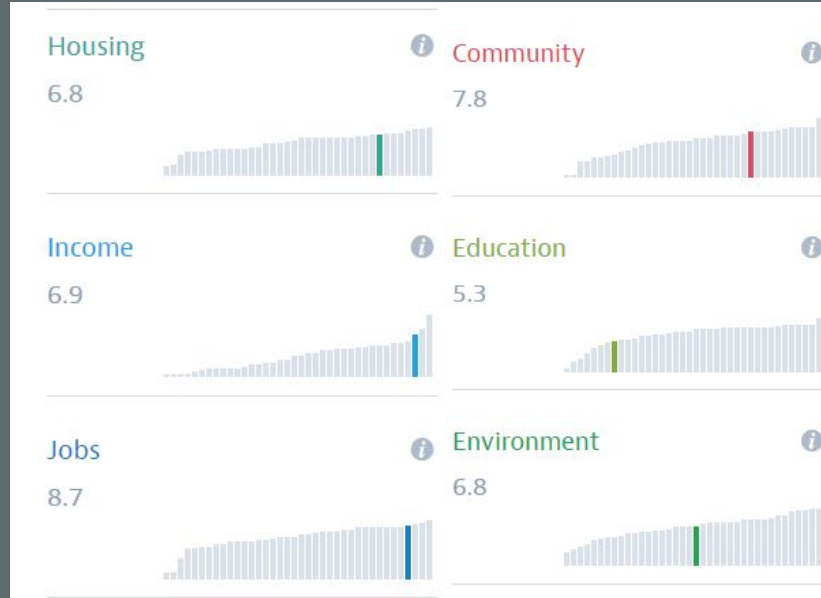 Housing
6.8
Community
7.8
Income
6.9
Education
5.3
Jobs
8.7
Environment
6.8